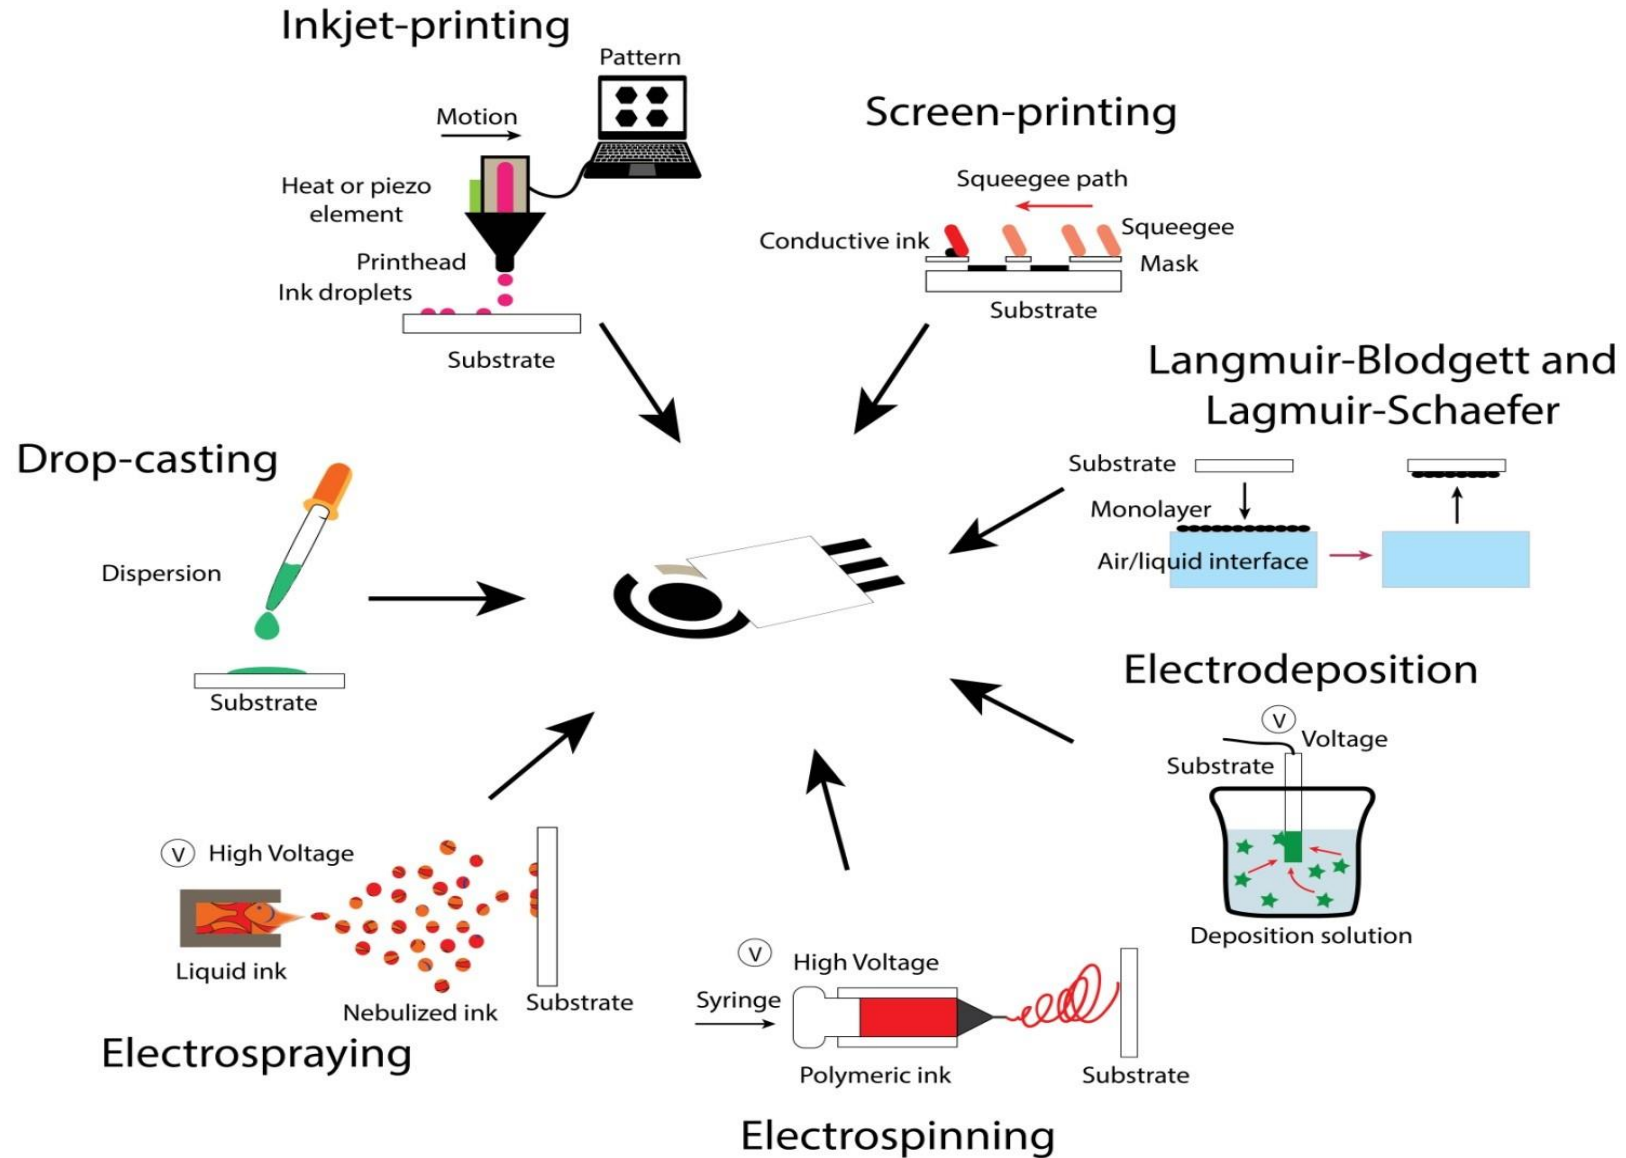 Inkjet-printing
Pattern
Motion
Heat or piezo
element
Printhead
Ink droplets
Substrate
Screen-printing
Squeegee path
Conductive ink
Squeegee
Mask
Substrate
Langmuir-Blodgett and
Lagmuir-Schaefer
Substrate
Monolayer
Air/liquid interface
Drop-casting
Dispersion
Substrate
Electrodeposition
V
Voltage
Substrate
Deposition solution
V High Voltage
Liquid ink
Nebulized ink
Substrate
Electrospraying
V
High Voltage
Syringe
Polymeric ink
Substrate
Electrospinning